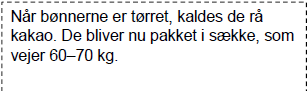 Når bønnerne er tørret, kaldes de rå
kakao. De bliver nu pakket i sække, som
vejer 60–70 kg.